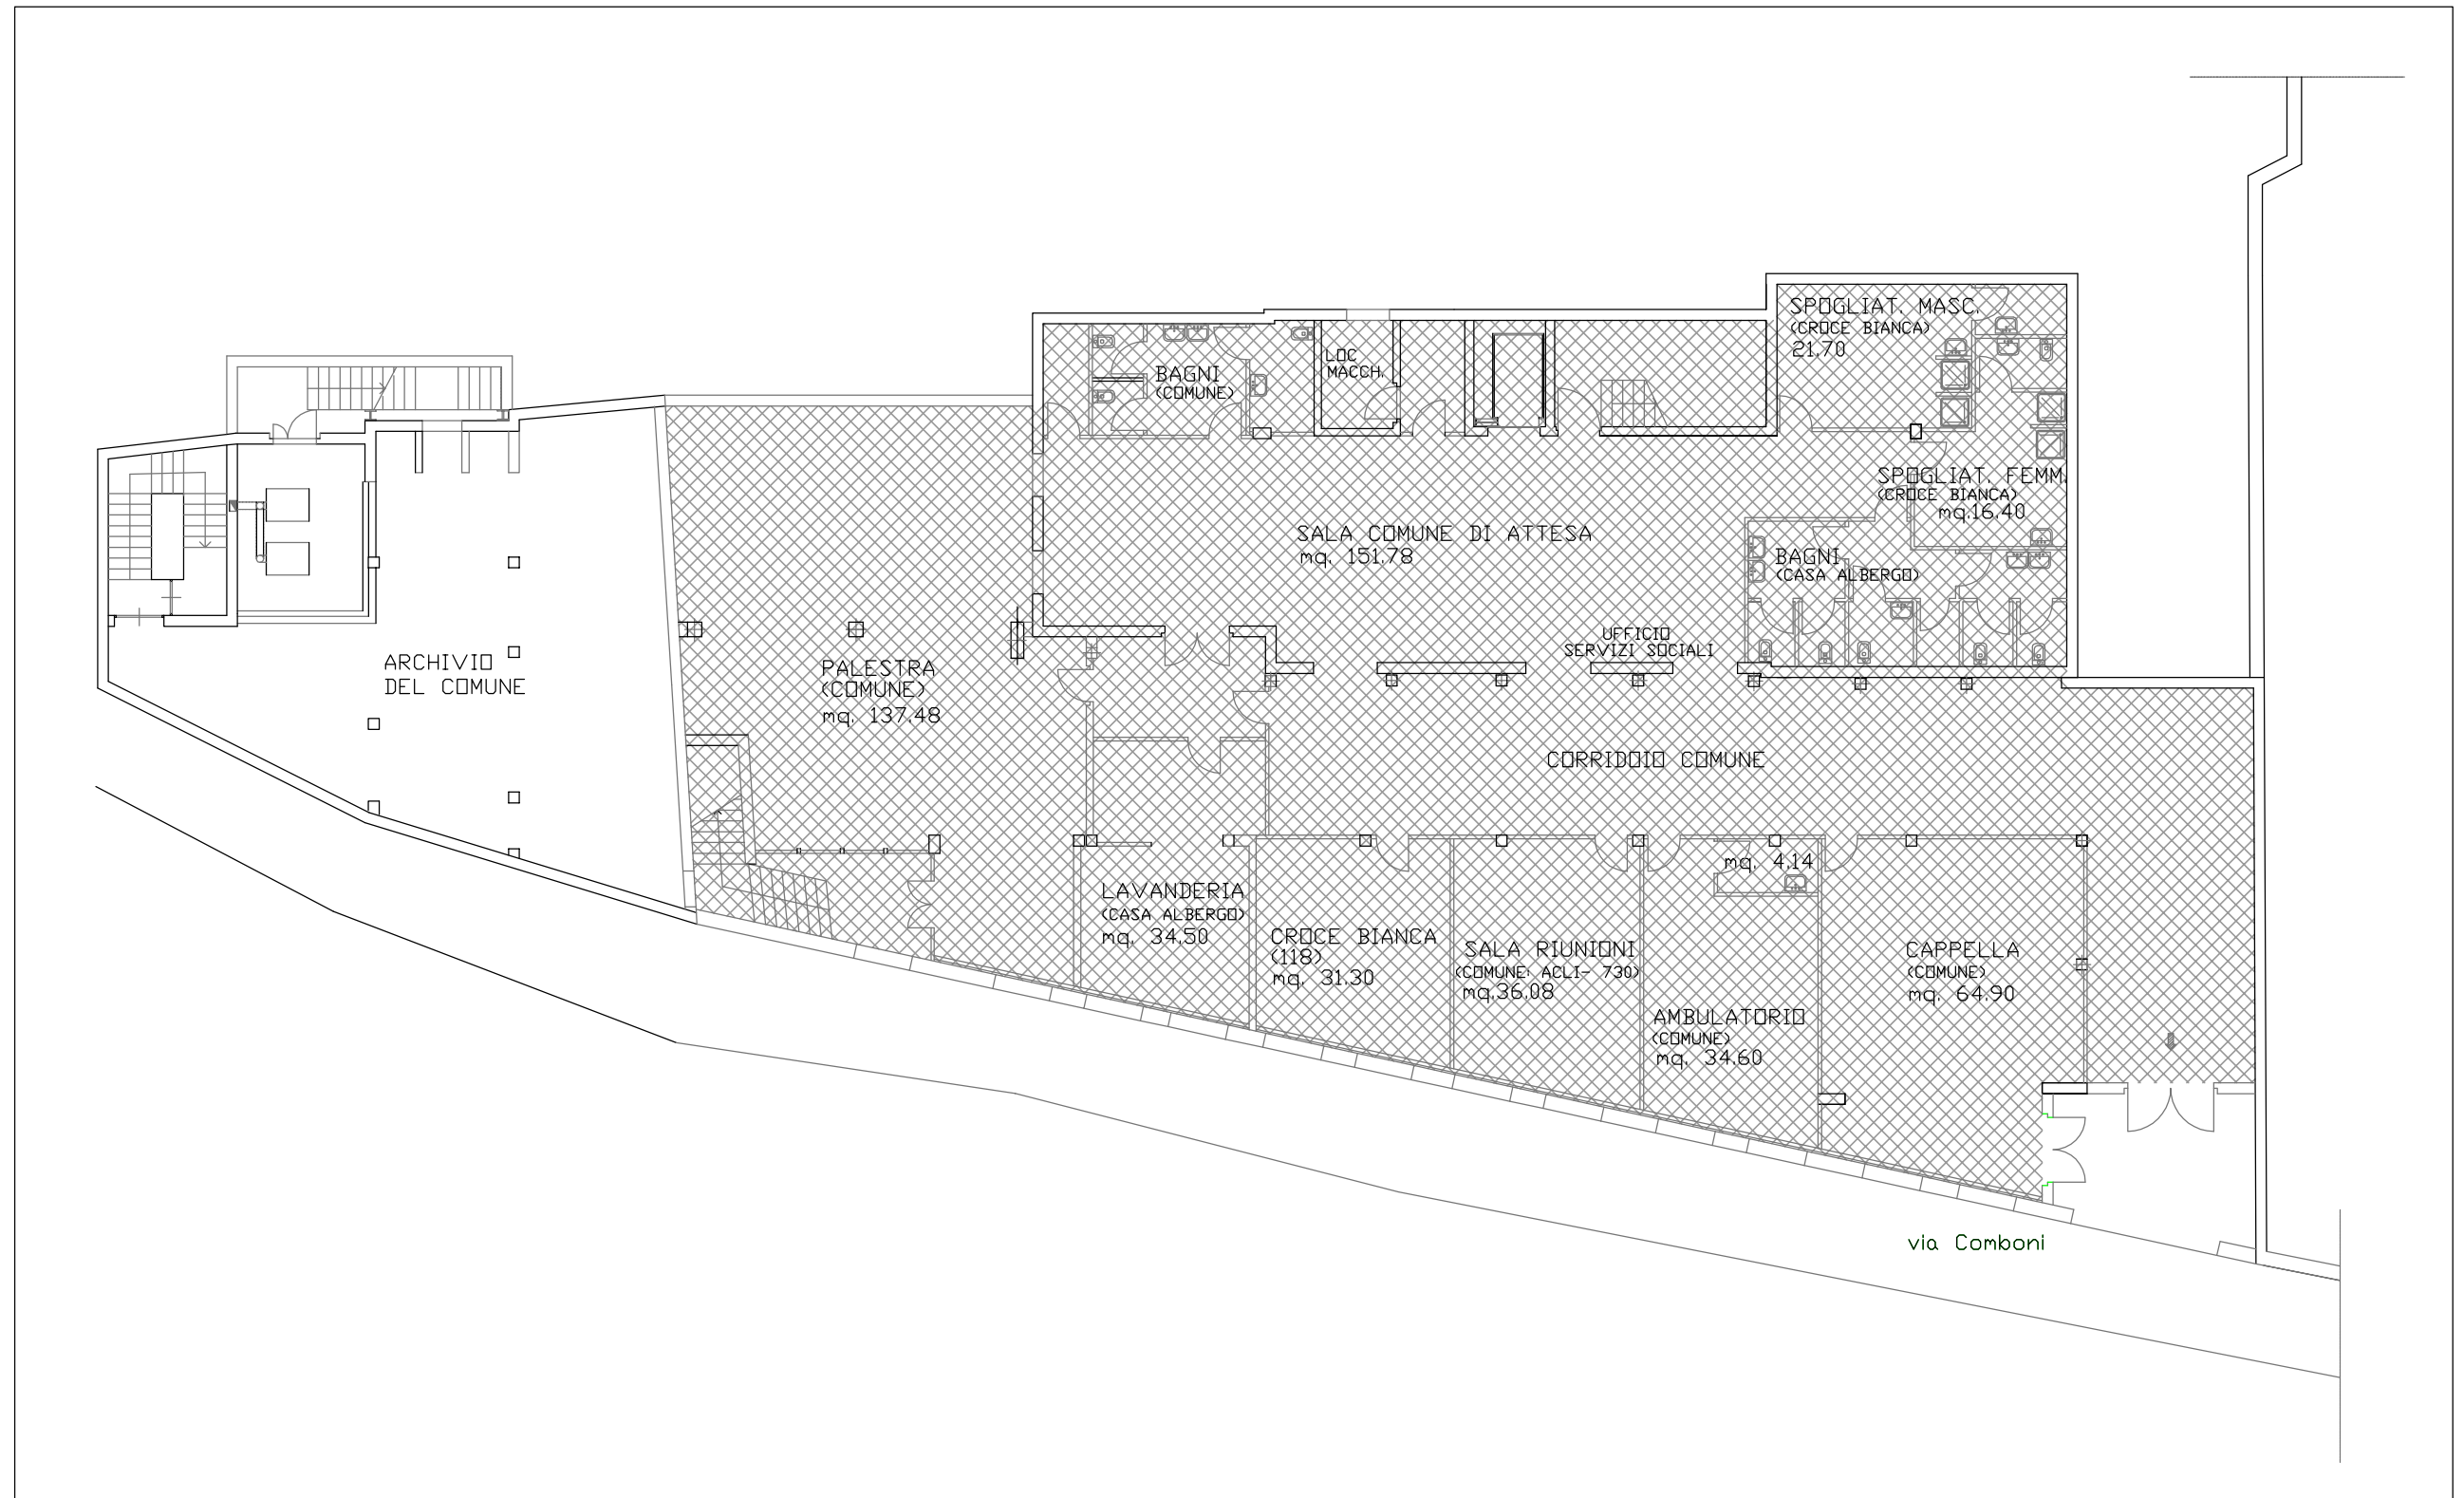 SPOGLIAT. MASC.
(CROCE BIANCA)
21.70
LOC
MACCH.
BAGNI
(COMUNE)
SPOGLIAT. FEMM.
(CROCE BIANCA)
mq.16.40
SALA COMUNE DI ATTESA
mq. 151.78
BAGNI
(CASA ALBERGO)
UFFICIO
SERVIZI SOCIALI
ARCHIVIO
DEL COMUNE
PALESTRA
(COMUNE)
mq. 137.48
CORRIDOIO COMUNE
mq. 4.14
LAVANDERIA
(CASA ALBERGO)
mq. 34.50
CROCE BIANCA
(118)
mq. 31.30
SALA RIUNIONI
(COMUNE: ACLI- 730)
mq.36.08
AMBULATORIO
(COMUNE)
mq. 34.60
CAPPELLA
(COMUNE)
mq. 64.90
via Comboni